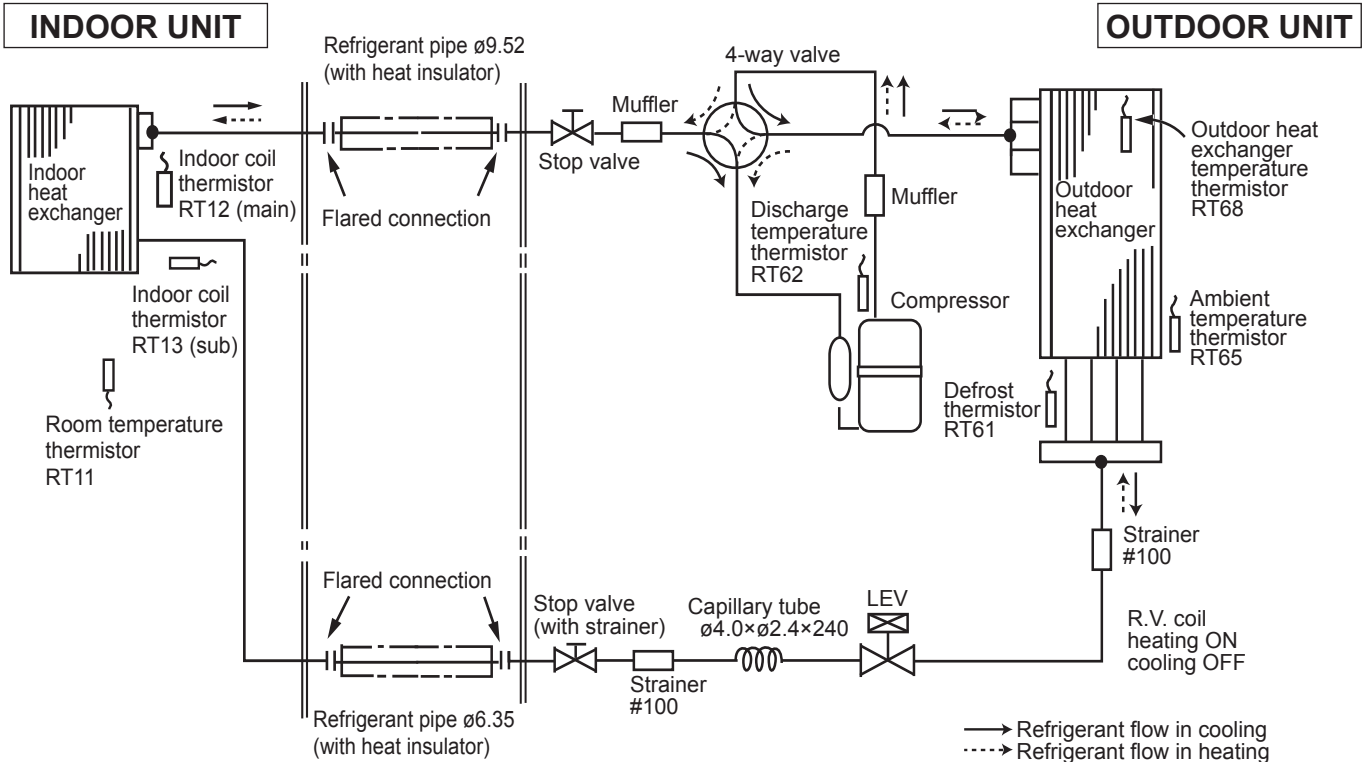 INDOOR UNIT
OUTDOOR UNIT
Refrigerant pipe ø9.52
(with heat insulator)
4-way valve
Muffler
Stop valve
Indoor
heat
exchanger
Indoor coil
thermistor
RT12 (main)
Flared connection
Muffler
Discharge
temperature
thermistor
RT62
Compressor
Outdoor
heat
exchanger
Outdoor heat
exchanger
temperature
thermistor
RT68
Indoor coil
thermistor
RT13 (sub)
Ambient
temperature
thermistor
RT65
Room temperature
thermistor
RT11
Defrost
thermistor
RT61
Strainer
#100
Flared connection
Stop valve
(with strainer)
Capillary tube
ø4.0×ø2.4×240
LEV
R.V. coil
heating ON
cooling OFF
Strainer
#100
Refrigerant pipe ø6.35
(with heat insulator)
Refrigerant flow in cooling
Refrigerant flow in heating